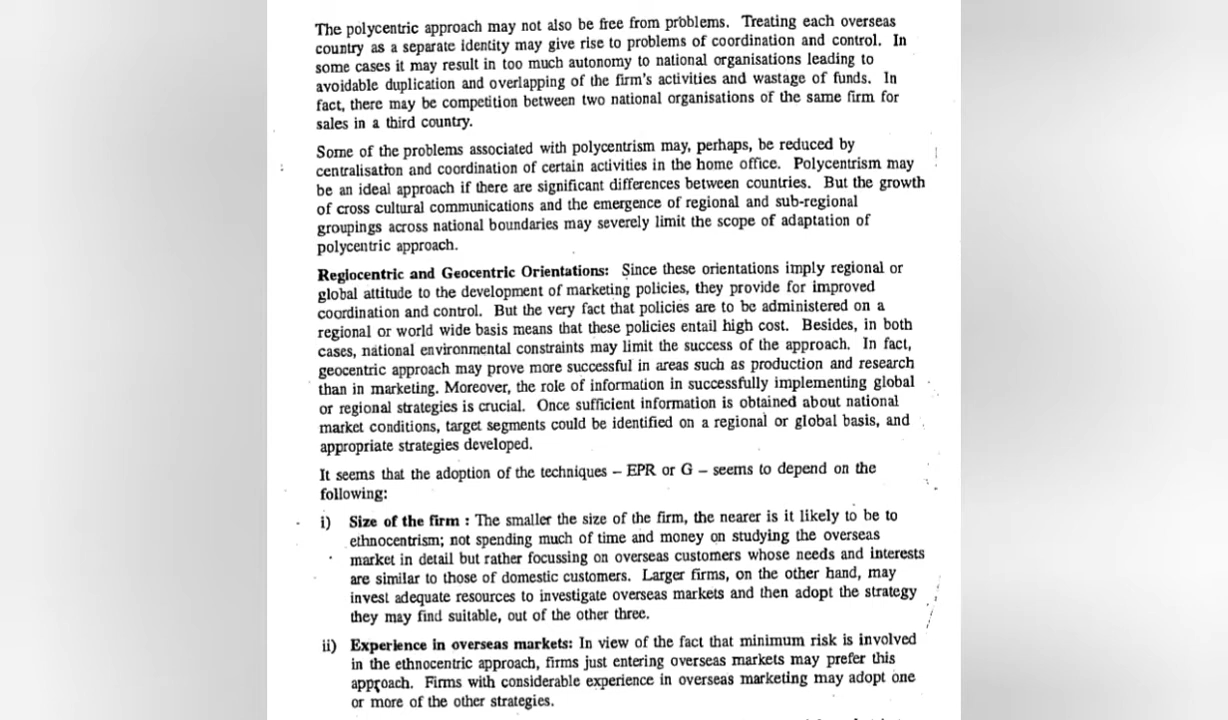 The polycentric approach may not also be free from problems. Treating each overseas
country as a separate identity may give rise to problems of coordination and control. In
some cases it may result in too much autonomy to national organisations leading to
avoidable duplication and overlapping of the firm's activities and wastage of funds. In
fact, there may be competition between two national organisations of the same firm for
sales in a third country.
Some of the problems associated with polycentrism may, perhaps, be reduced by
centralisation and coordination of certain activities in the home office. Polycentrism may
be an ideal approach if there are significant differences between countries. But the growth
of cross cultural communications and the emergence of regional and sub-regional
groupings across national boundaries may severely limit the scope of adaptation of
polycentric approach.
Regiocentric and Geocentric Orientations: Since these orientations imply regional or
global attitude to the development of marketing policies, they provide for improved
coordination and control. But the very fact that policies are to be administered on a
regional or world wide basis means that these policies entail high cost. Besides, in both
cases, national environmental constraints may limit the success of the approach. In fact,
geocentric approach may prove more successful in areas such as production and research
than in marketing. Moreover, the role of information in successfully implementing global
or regional strategies is crucial. Once sufficient information is obtained about national
market conditions, target segments could be identified on a regional or global basis, and
appropriate strategies developed.
It seems that the adoption of the techniques – EPR or G – seems to depend on the
following:
i) Size of the firm : The smaller the size of the firm, the nearer is it likely to be to
ethnocentrism; not spending much of time and money on studying the overseas
market in detail but rather focussing on overseas customers whose needs and interests
are similar to those of domestic customers. Larger firms, on the other hand, may
invest adequate resources to investigate overseas markets and then adopt the strategy
they may find suitable, out of the other three.
ii) Experience in overseas markets: In view of the fact that minimum risk is involved
in the ethnocentric approach, firms just entering overseas markets may prefer this
approach. Firms with considerable experience in overseas marketing may adopt one
or more of the other strategies.